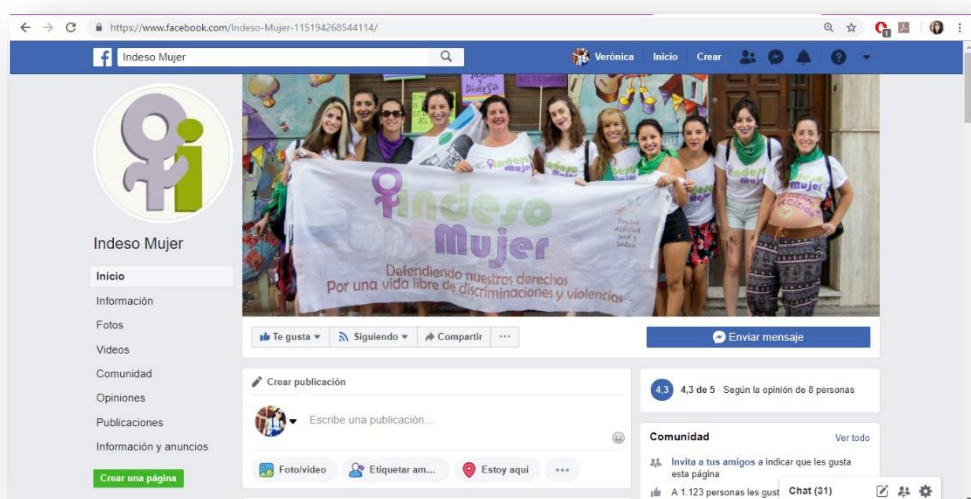 https://www.facebook.com/Indeso-Mujer-115194268544114/
Indeso Mujer
Verónica Inicio Crear
Indeso Mujer
Inicio
Información
Fotos
Videos
Comunidad
Opiniones
Publicaciones
Información y anuncios
Crear una página
Diversa
indeso
Mujer
Defendiendo nuestros derechos
Por una vida libre de discriminaciones y violencias
Te gusta Siguiendo Compartir ...
Enviar mensaje
Crear publicación
Escribe una publicación...
Foto/video Etiquetar am... Estoy aquí ...
4,3 4,3 de 5 · Según la opinión de 8 personas
Comunidad Ver todo
Invita a tus amigos a indicar que les gusta
esta página
A 1.123 personas les gust
Chat (31)